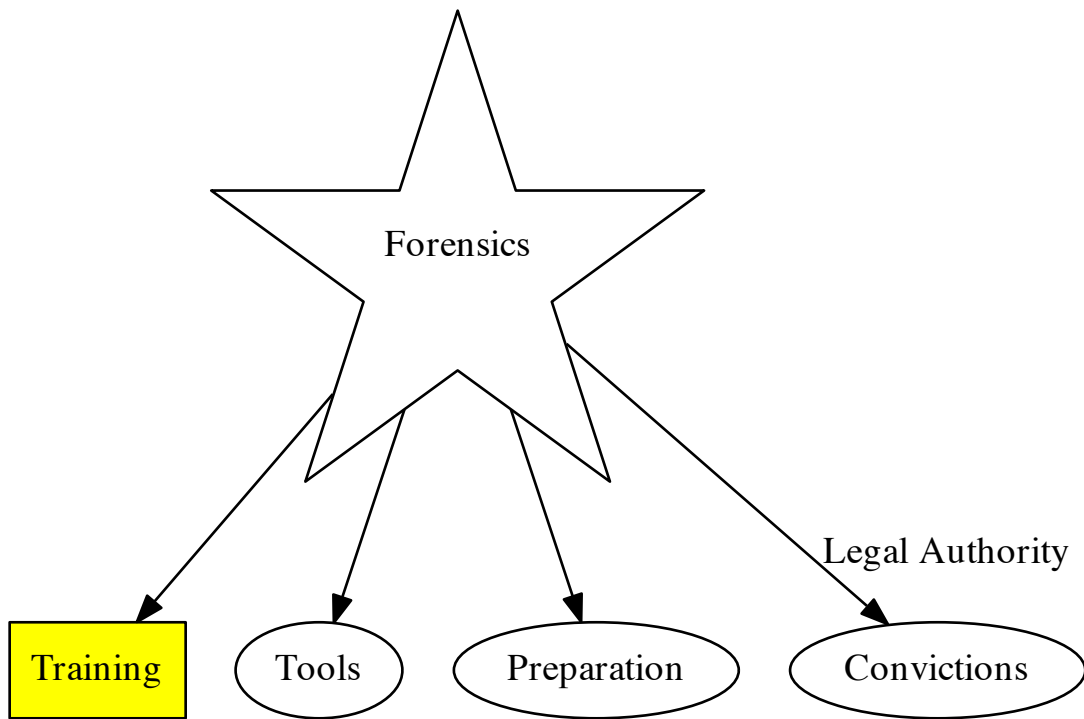 Forensics
Legal Authority
Training
Tools
Preparation
Convictions